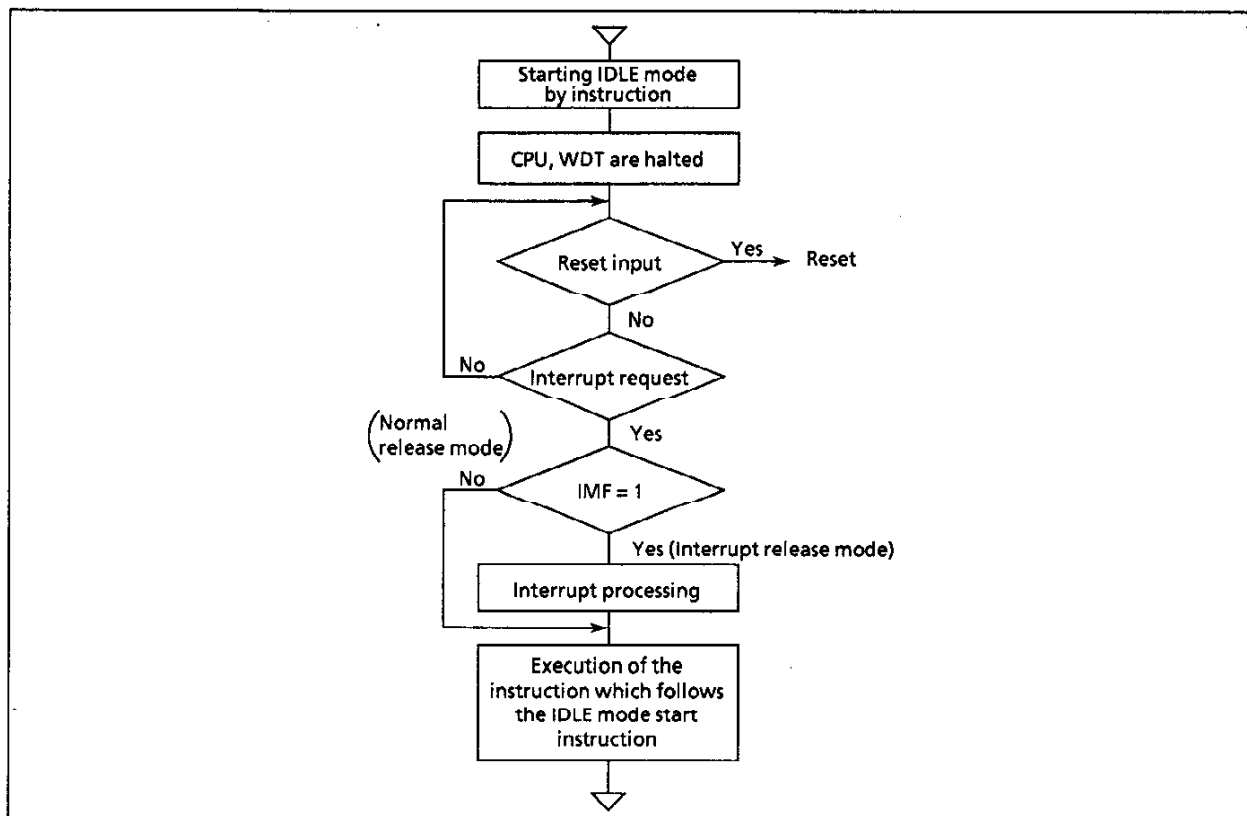 Starting IDLE mode
by instruction
CPU, WDT are halted
Reset input
Yes
Reset
No
Interrupt request
No
Yes
(Normal
release mode)
IMF = 1
No
Yes (Interrupt release mode)
Interrupt processing
Execution of the
instruction which follows
the IDLE mode start
instruction